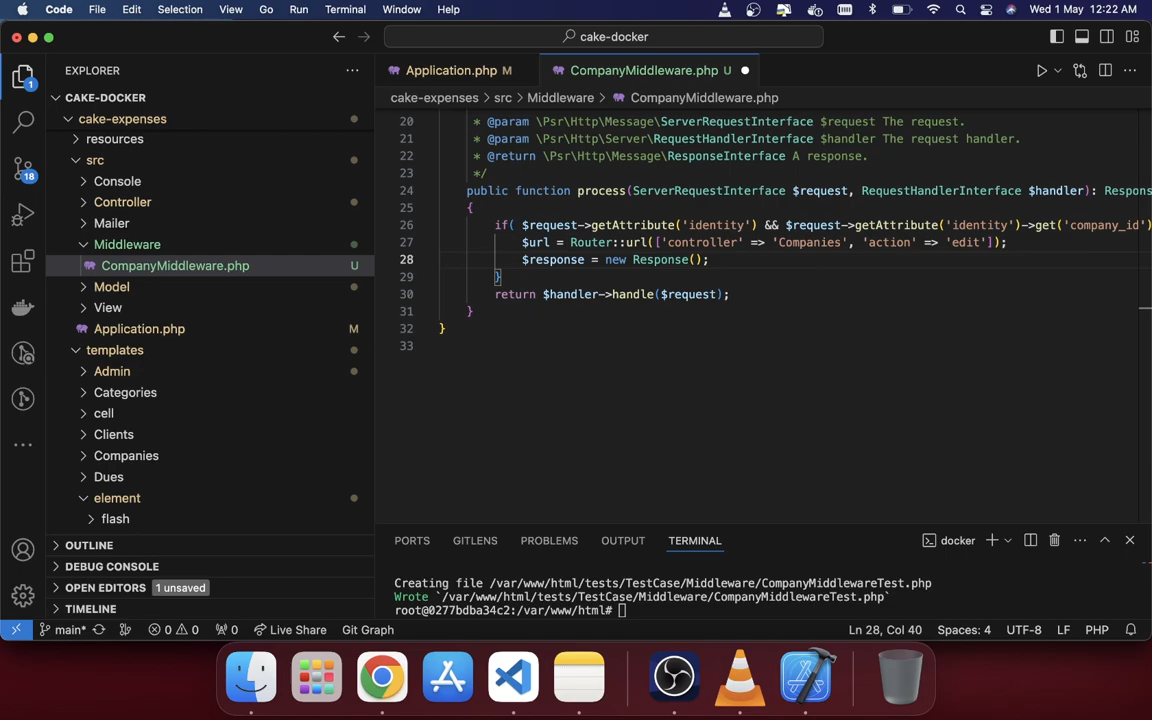 Code File Edit Selection View Go Run Terminal Window Help Wed 1 May 12:22 AM
cake-docker
EXPLORER
CAKE-DOCKER
cake-expenses
resources
src
Console
Controller
Mailer
Middleware
CompanyMiddleware.php U
Model
View
Application.php M
templates
Admin
Categories
cell
Clients
Companies
Dues
element
flash
OUTLINE
DEBUG CONSOLE
OPEN EDITORS 1 unsaved
TIMELINE
1
18
Application.php M CompanyMiddleware.php U
cake-expenses > src > Middleware > CompanyMiddleware.php
20 * @param \Psr\Http\Message\ServerRequestInterface $request The request.
21 * @param \Psr\Http\Server\RequestHandlerInterface $handler The request handler.
22 * @return \Psr\Http\Message\ResponseInterface A response.
23 */
24 public function process(ServerRequestInterface $request, RequestHandlerInterface $handler): Respons
25 {
26 if( $request->getAttribute('identity') && $request->getAttribute('identity')->get('company_id')
27 $url = Router::url(['controller' => 'Companies', 'action' => 'edit']);
28 $response = new Response();
29 }
30 return $handler->handle($request);
31 }
32 }
33
PORTS GITLENS PROBLEMS OUTPUT TERMINAL docker
Creating file /var/www/html/tests/TestCase/Middleware/CompanyMiddlewareTest.php
Wrote `/var/www/html/tests/TestCase/Middleware/CompanyMiddlewareTest.php`
root@0277bdba34c2:/var/www/html#
main* 0 0 0 Live Share Git Graph Ln 28, Col 40 Spaces: 4 UTF-8 LF PHP